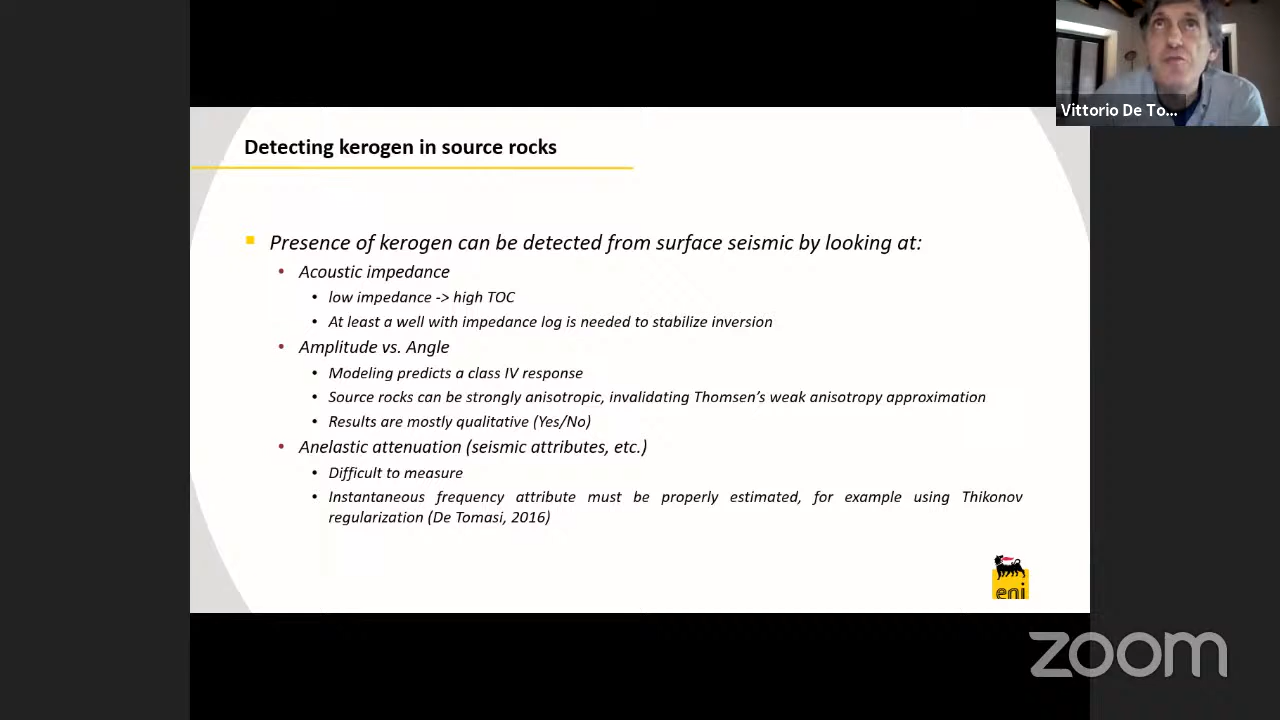 Vittorio De To...
Detecting kerogen in source rocks
Presence of kerogen can be detected from surface seismic by looking at:
Acoustic impedance
low impedance -> high TOC
At least a well with impedance log is needed to stabilize inversion
Amplitude vs. Angle
Modeling predicts a class IV response
Source rocks can be strongly anisotropic, invalidating Thomsen's weak anisotropy approximation
Results are mostly qualitative (Yes/No)
Anelastic attenuation (seismic attributes, etc.)
Difficult to measure
Instantaneous frequency attribute must be properly estimated, for example using Thikonov
regularization (De Tomasi, 2016)
eni
zoom